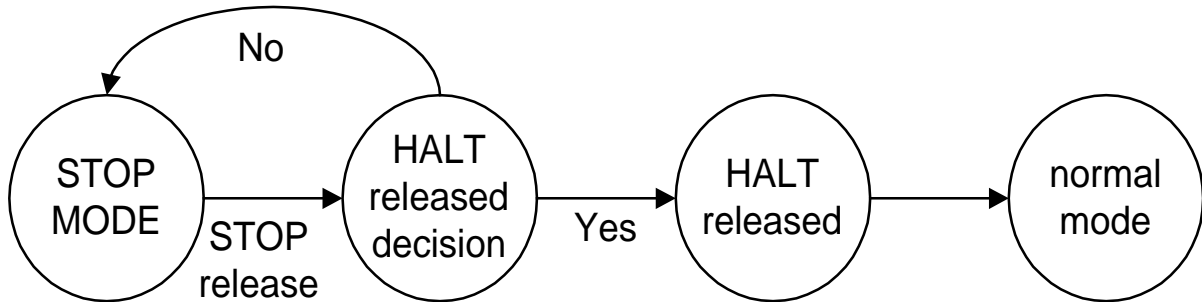 No
STOP
MODE
STOP
release
HALT
released
decision
Yes
HALT
released
normal
mode